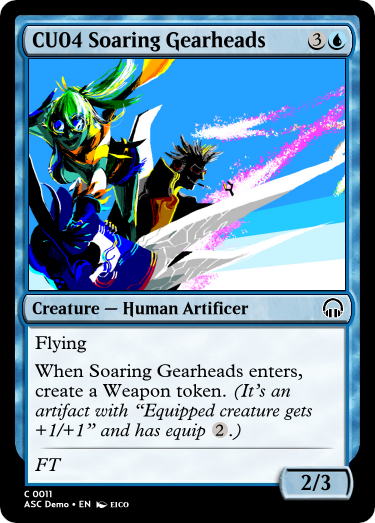 CU04 Soaring Gearheads 3
Creature — Human Artificer
Flying
When Soaring Gearheads enters,
create a Weapon token. (It's an
artifact with “Equipped creature gets
+1/+1” and has equip 2.)
FT
2/3
C 0011
ASC Demo • EN EICO